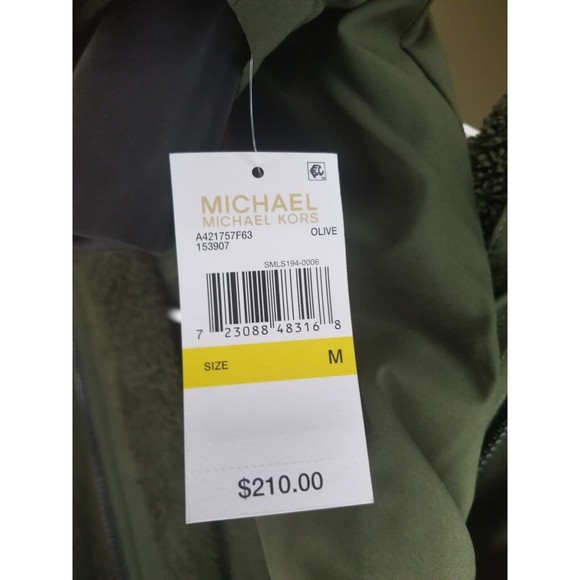 MICHAEL
MICHAEL KORS
A421757F63 OLIVE
153907
SMLS194-0006
7 23088 48316 8
SIZE M
$210.00